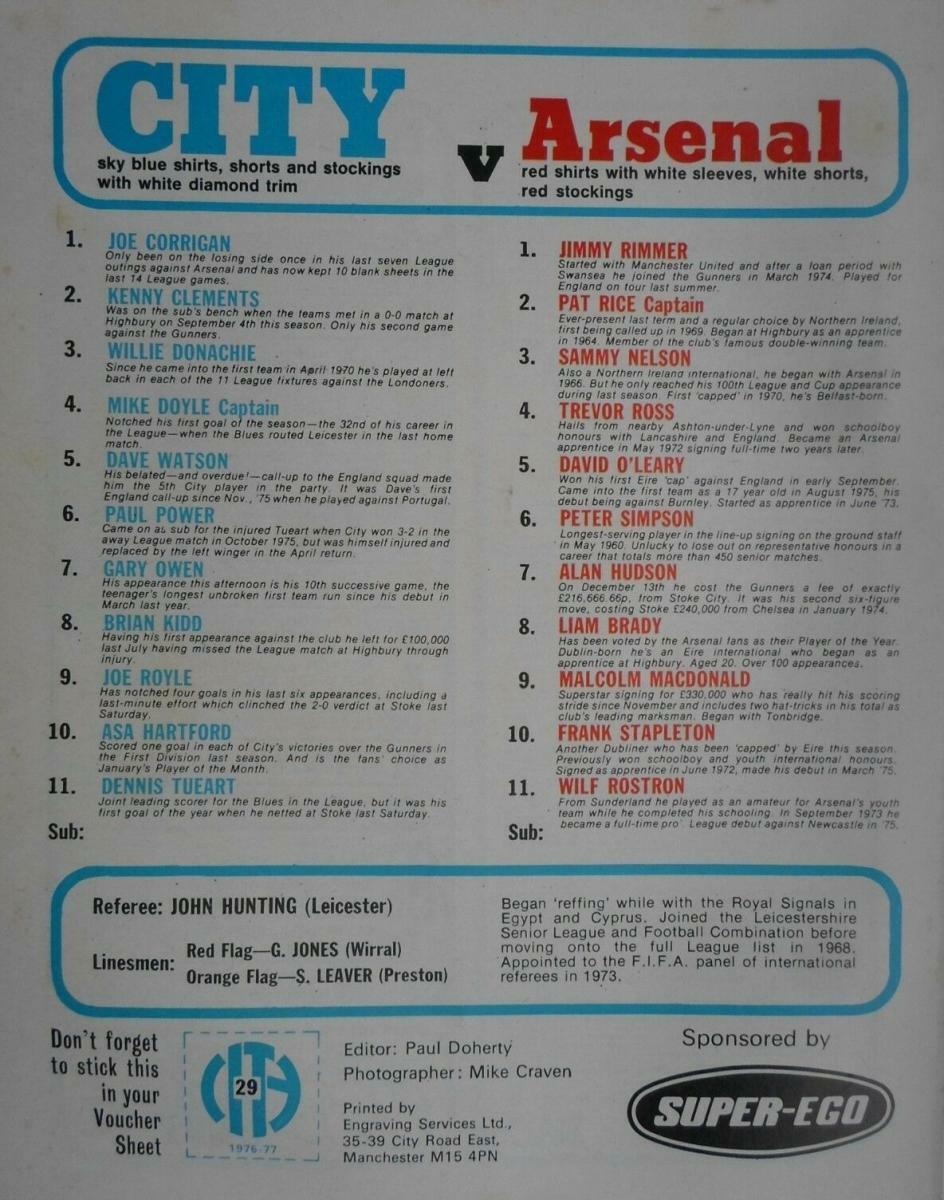 CITY
sky blue shirts, shorts and stockings
with white diamond trim
v
Arsenal
red shirts with white sleeves, white shorts,
red stockings
1. JOE CORRIGAN
Only been on the losing side once in his last seven League
outings against Arsenal and has now kept 10 blank sheets in the
last 14 League games.
2. KENNY CLEMENTS
Was on the sub's bench when the teams met in a 0-0 match at
Highbury on September 4th this season. Only his second game
against the Gunners.
3. WILLIE DONACHIE
Since he came into the first team in April 1970 he's played at left
back in each of the 11 League fixtures against the Londoners.
4. MIKE DOYLE Captain
Notched his first goal of the season—the 32nd of his career in
the League—when the Blues routed Leicester in the last home
match.
5. DAVE WATSON
His belated—and overdue!—call-up to the England squad made
him the 5th City player in the party. It was Dave's first
England call-up since Nov., '75 when he played against Portugal.
6. PAUL POWER
Came on as sub for the injured Tueart when City won 3-2 in the
away League match in October 1975, but was himself injured and
replaced by the left winger in the April return.
7. GARY OWEN
His appearance this afternoon is his 10th successive game, the
teenager's longest unbroken first team run since his debut in
March last year.
8. BRIAN KIDD
Having his first appearance against the club he left for £100,000
last July having missed the League match at Highbury through
injury.
9. JOE ROYLE
Has notched four goals in his last six appearances, including a
last-minute effort which clinched the 2-0 verdict at Stoke last
Saturday.
10. ASA HARTFORD
Scored one goal in each of City's victories over the Gunners in
the First Division last season. And is the fans' choice as
January's Player of the Month.
11. DENNIS TUEART
Joint leading scorer for the Blues in the League, but it was his
first goal of the year when he netted at Stoke last Saturday.
Sub:
1. JIMMY RIMMER
Started with Manchester United and after a loan period with
Swansea he joined the Gunners in March 1974. Played for
England on tour last summer.
2. PAT RICE Captain
Ever-present last term and a regular choice by Northern Ireland,
first being called up in 1969. Began at Highbury as an apprentice
in 1964. Member of the club's famous double-winning team.
3. SAMMY NELSON
Also a Northern Ireland international, he began with Arsenal in
1966. But he only reached his 100th League and Cup appearance
during last season. First 'capped' in 1970, he's Belfast-born.
4. TREVOR ROSS
Hails from nearby Ashton-under-Lyne and won schoolboy
honours with Lancashire and England. Became an Arsenal
apprentice in May 1972 signing full-time two years later.
5. DAVID O'LEARY
Won his first Eire 'cap' against England in early September.
Came into the first team as a 17 year old in August 1975, his
debut being against Burnley. Started as apprentice in June '73.
6. PETER SIMPSON
Longest-serving player in the line-up signing on the ground staff
in May 1960. Unlucky to lose out on representative honours in a
career that totals more than 450 senior matches.
7. ALAN HUDSON
On December 13th he cost the Gunners a fee of exactly
£216,666.66p, from Stoke City. It was his second six-figure
move, costing Stoke £240,000 from Chelsea in January 1974.
8. LIAM BRADY
Has been voted by the Arsenal fans as their Player of the Year.
Dublin-born he's an Eire international who began as an
apprentice at Highbury. Aged 20. Over 100 appearances.
9. MALCOLM MACDONALD
Superstar signing for £330,000 who has really hit his scoring
stride since November and includes two hat-tricks in his total as
club's leading marksman. Began with Tonbridge.
10. FRANK STAPLETON
Another Dubliner who has been 'capped' by Eire this season.
Previously won schoolboy and youth international honours.
Signed as apprentice in June 1972, made his debut in March '75.
11. WILF ROSTRON
From Sunderland he played as an amateur for Arsenal's youth
team while he completed his schooling. In September 1973 he
became a full-time pro'. League debut against Newcastle in '75.
Sub:
Referee: JOHN HUNTING (Leicester)
Linesmen:
Red Flag—G. JONES (Wirral)
Orange Flag—S. LEAVER (Preston)
Began 'reffing' while with the Royal Signals in
Egypt and Cyprus. Joined the Leicestershire
Senior League and Football Combination before
moving onto the full League list in 1968.
Appointed to the F.I.F.A. panel of international
referees in 1973.
Don't forget
to stick this
in your
Voucher
Sheet
CITY
29
1976-77
Editor: Paul Doherty
Photographer: Mike Craven
Printed by
Engraving Services Ltd.,
35-39 City Road East,
Manchester M15 4PN
Sponsored by
SUPER-EGO